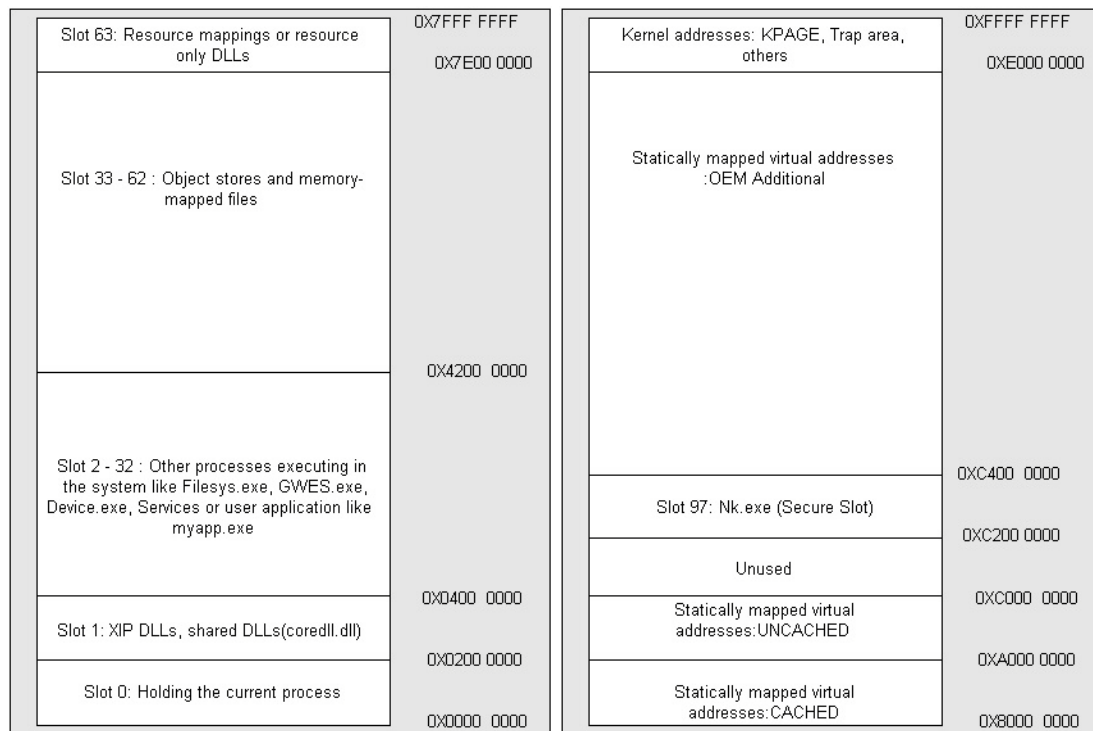 Slot 63: Resource mappings or resource
only DLLs
0X7FFF FFFF
0X7E00 0000
Slot 33 - 62 : Object stores and memory-
mapped files
0X4200 0000
Slot 2 - 32 : Other processes executing in
the system like Filesys.exe, GWES.exe,
Device.exe, Services or user application like
myapp.exe
0X0400 0000
Slot 1: XIP DLLs, shared DLLs(coredll.dll)
0X0200 0000
Slot 0: Holding the current process
0X0000 0000
Kernel addresses: KPAGE, Trap area,
others
0XFFFF FFFF
0XE000 0000
Statically mapped virtual addresses
:OEM Additional
0XC400 0000
Slot 97: Nk.exe (Secure Slot)
0XC200 0000
Unused
0XC000 0000
Statically mapped virtual
addresses:UNCACHED
0XA000 0000
Statically mapped virtual
addresses:CACHED
0X8000 0000